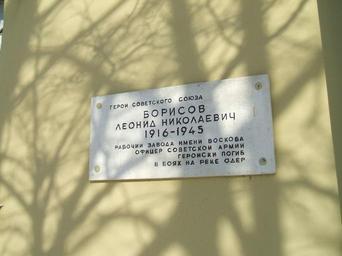 ГЕРОЙ СОВЕТСКОГО СОЮЗА
БОРИСОВ
ЛЕОНИД НИКОЛАЕВИЧ
1916-1945
РАБОЧИЙ ЗАВОДА ИМЕНИ ВОСКОВА
ОФИЦЕР СОВЕТСКОЙ АРМИИ
ГЕРОЙСКИ ПОГИБ
В БОЯХ НА РЕКЕ ОДЕР